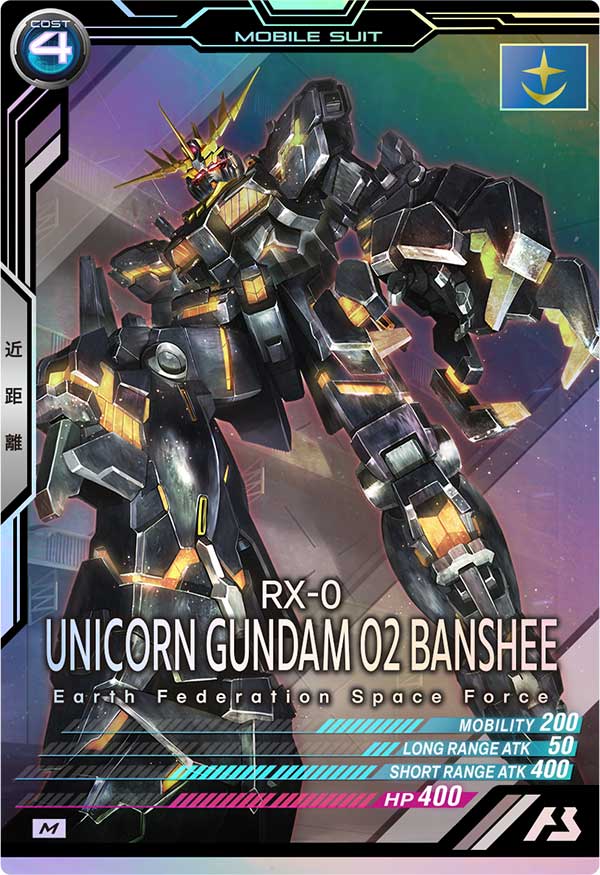 COST
4
MOBILE SUIT
近距離
RX-0
UNICORN GUNDAM 02 BANSHEE
Earth Federation Space Force
MOBILITY 200
LONG RANGE ATK 50
SHORT RANGE ATK 400
HP 400
M